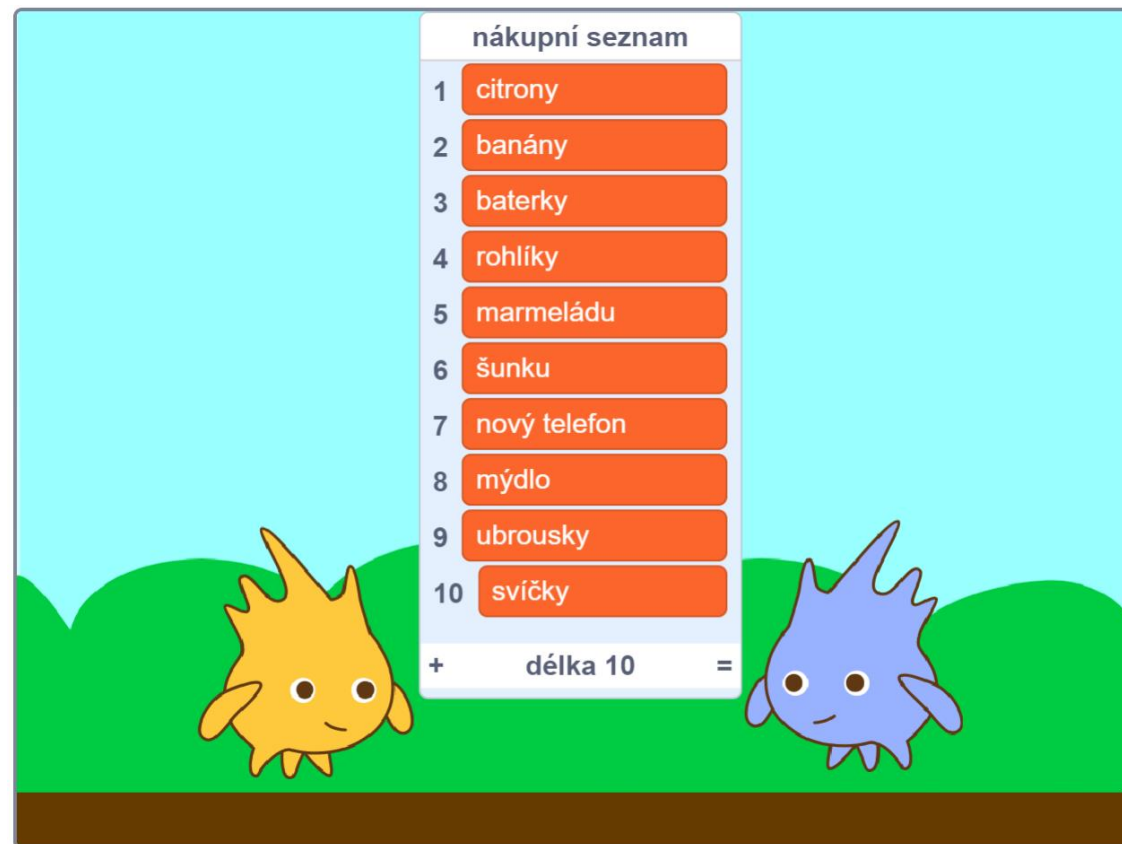 nákupní seznam
1 citrony
2 banány
3 baterky
4 rohlíky
5 marmeládu
6 šunku
7 nový telefon
8 mýdlo
9 ubrousky
10 svíčky
+ délka 10 =